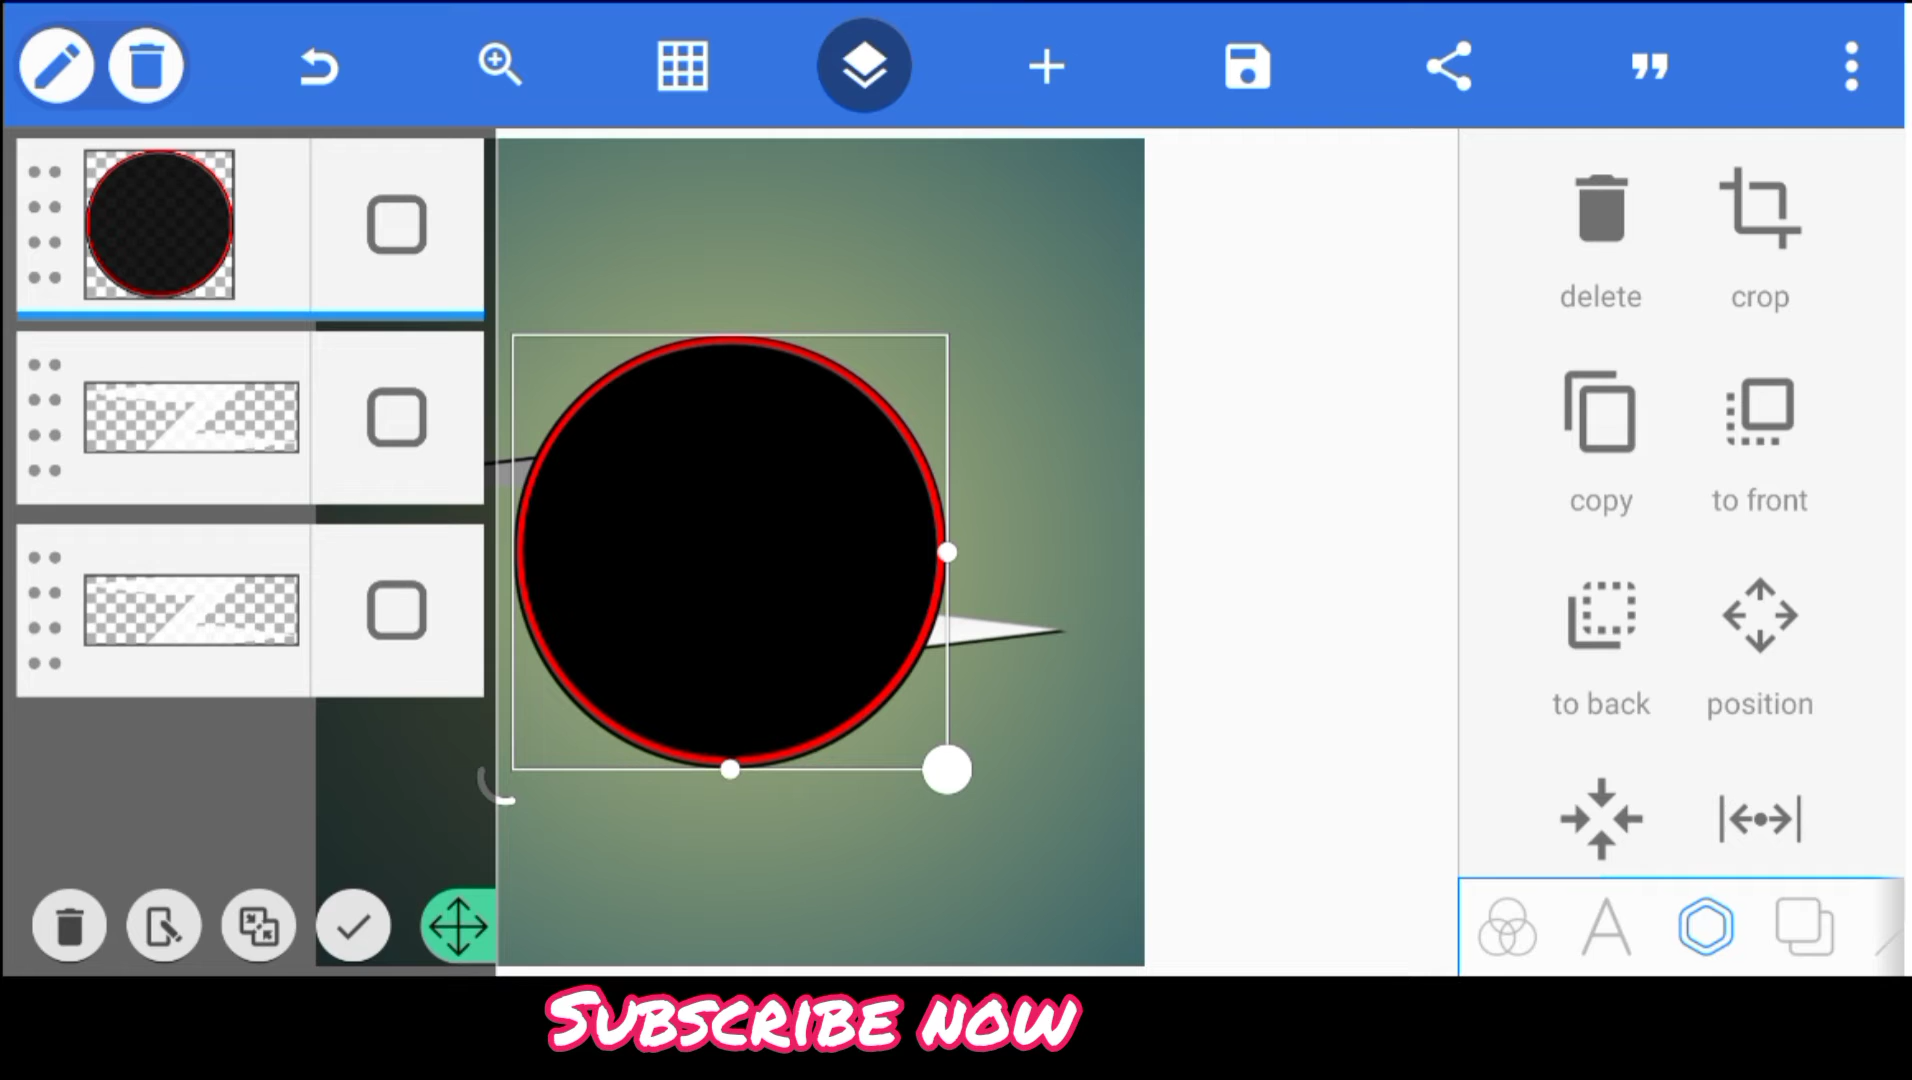 delete
crop
copy
to front
to back
position
SUBSCRIBE NOW